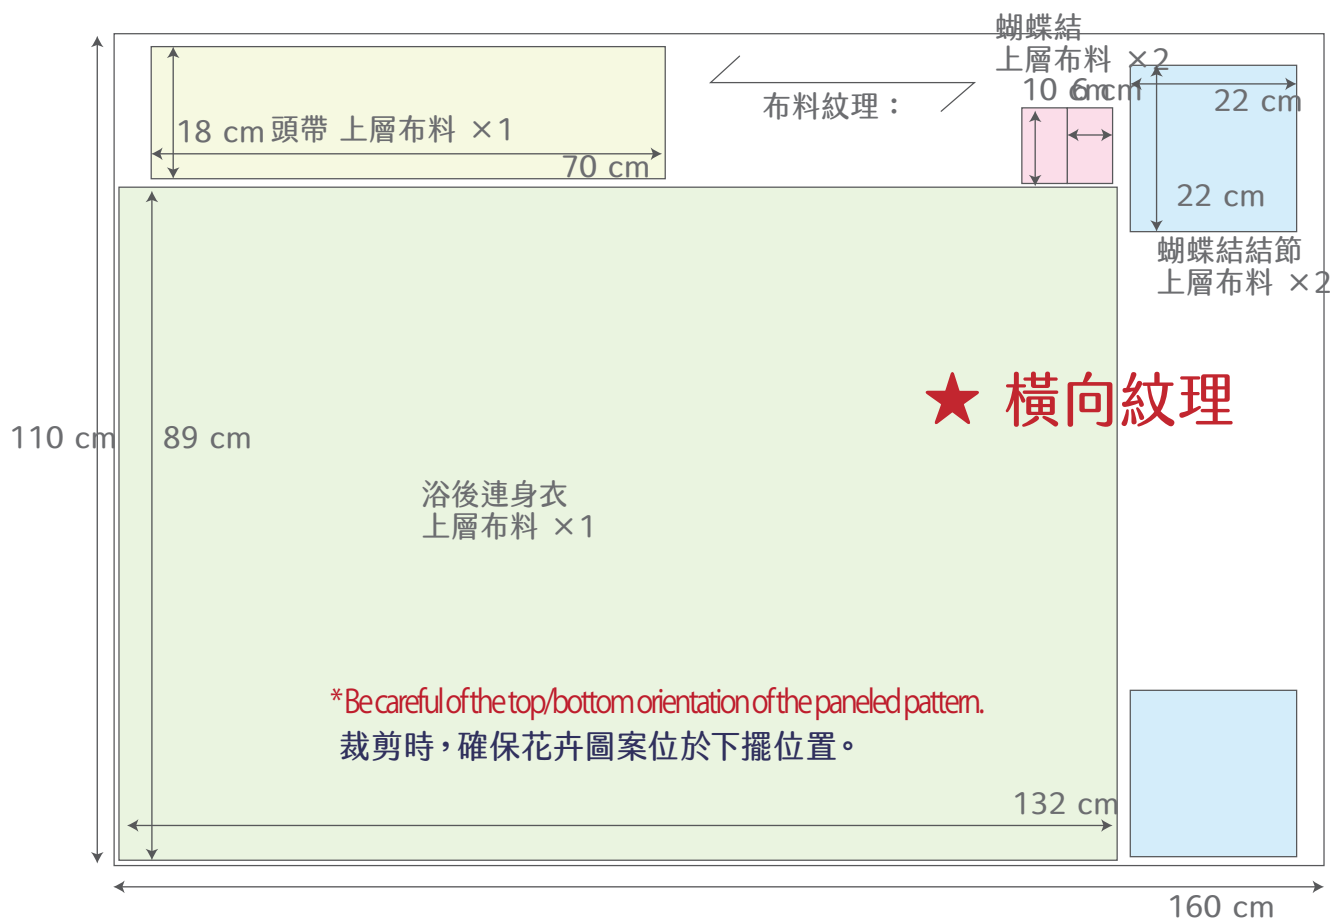 蝴蝶結
上層布料 ×2
10 cm
6 cm
22 cm
布料紋理：
18 cm
頭帶 上層布料 ×1
70 cm
22 cm
蝴蝶結結節
上層布料 ×2
★ 橫向紋理
110 cm
89 cm
浴後連身衣
上層布料 ×1
*Be careful of the top/bottom orientation of the paneled pattern.
裁剪時，確保花卉圖案位於下擺位置。
132 cm
160 cm